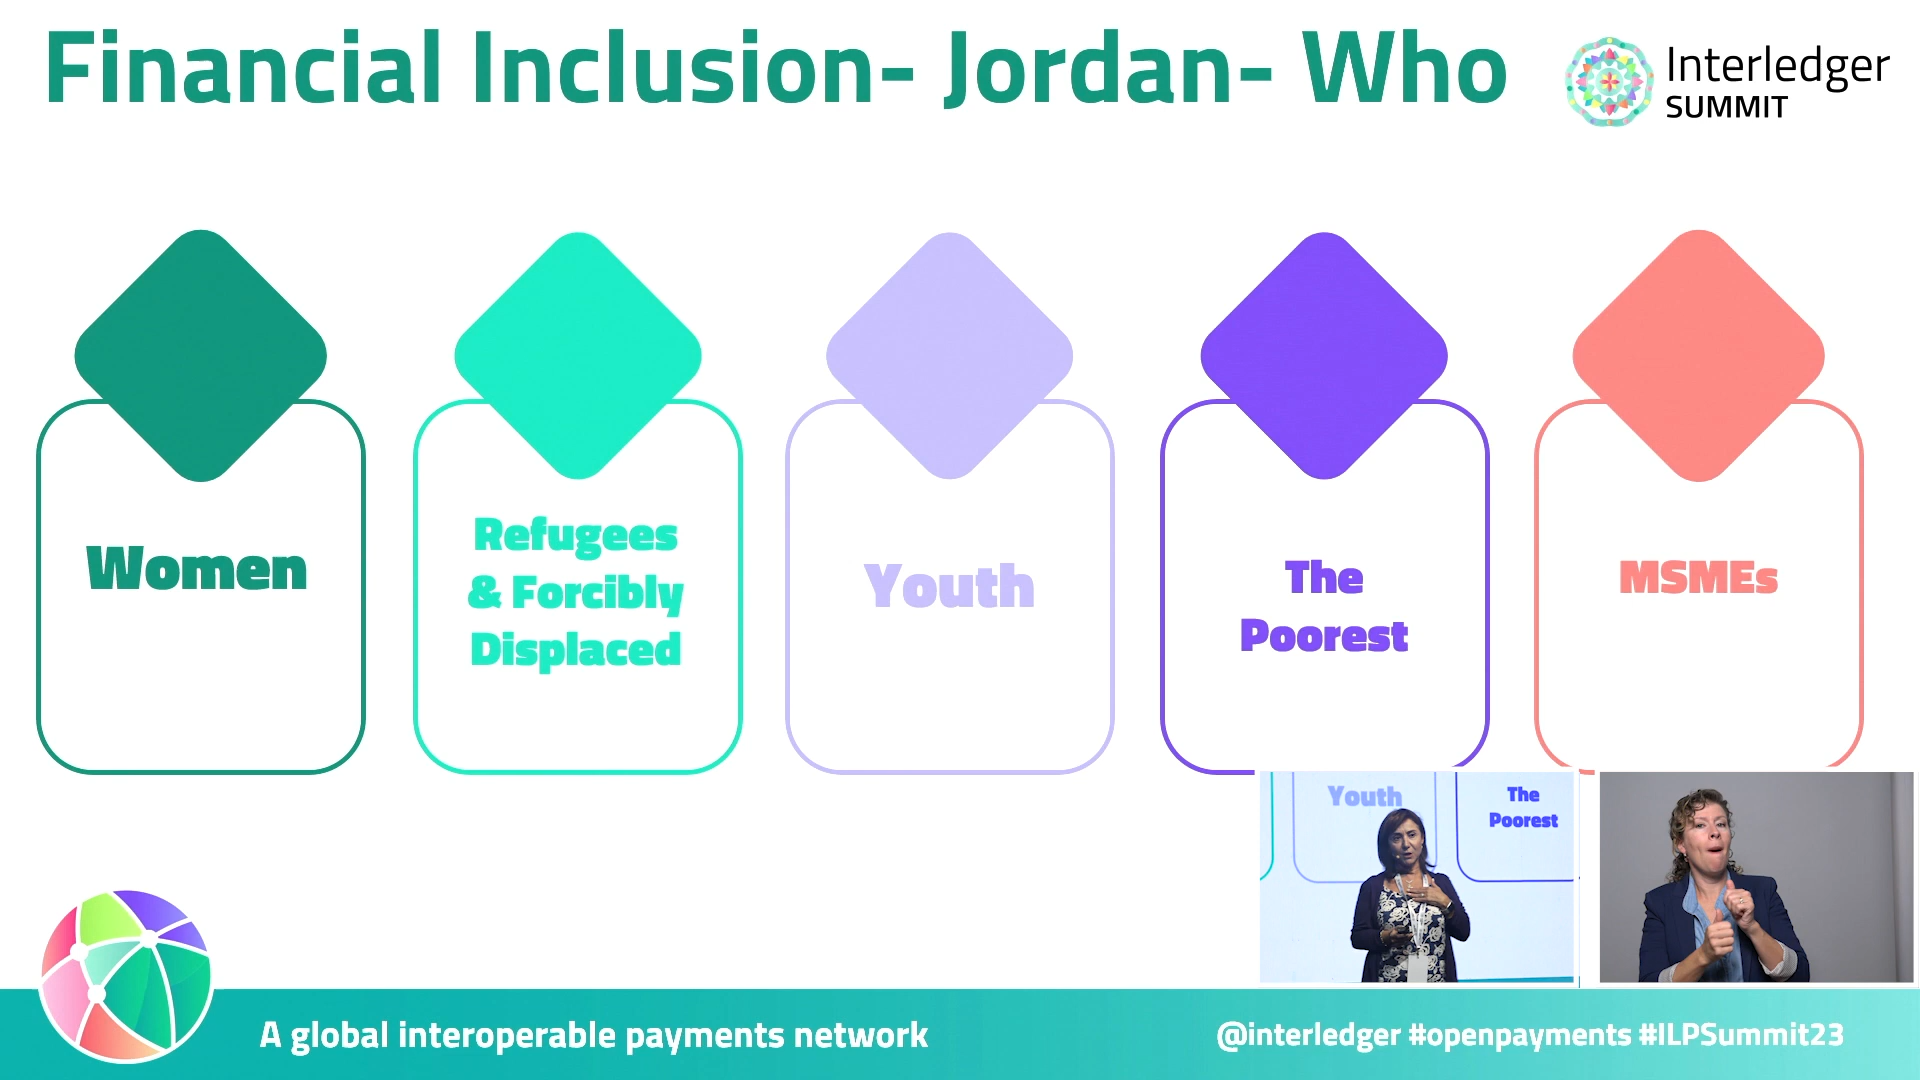 Financial Inclusion- Jordan- Who
Interledger
SUMMIT
Women
Refugees
& Forcibly
Displaced
Youth
The
Poorest
MSMEs
Youth
The
Poorest
A global interoperable payments network
@interledger #openpayments #ILPSummit23